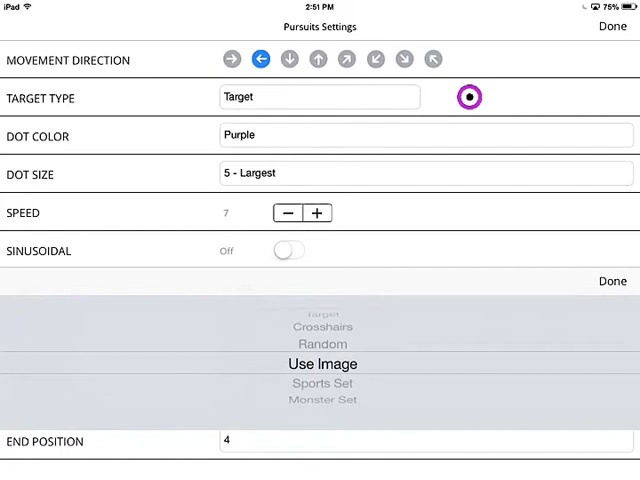 iPad 2:51 PM 75%
Pursuits Settings Done
MOVEMENT DIRECTION
TARGET TYPE Target
DOT COLOR Purple
DOT SIZE 5 - Largest
SPEED 7 − +
SINUSOIDAL Off
Done
Target
Crosshairs
Random
Use Image
Sports Set
Monster Set
END POSITION 4